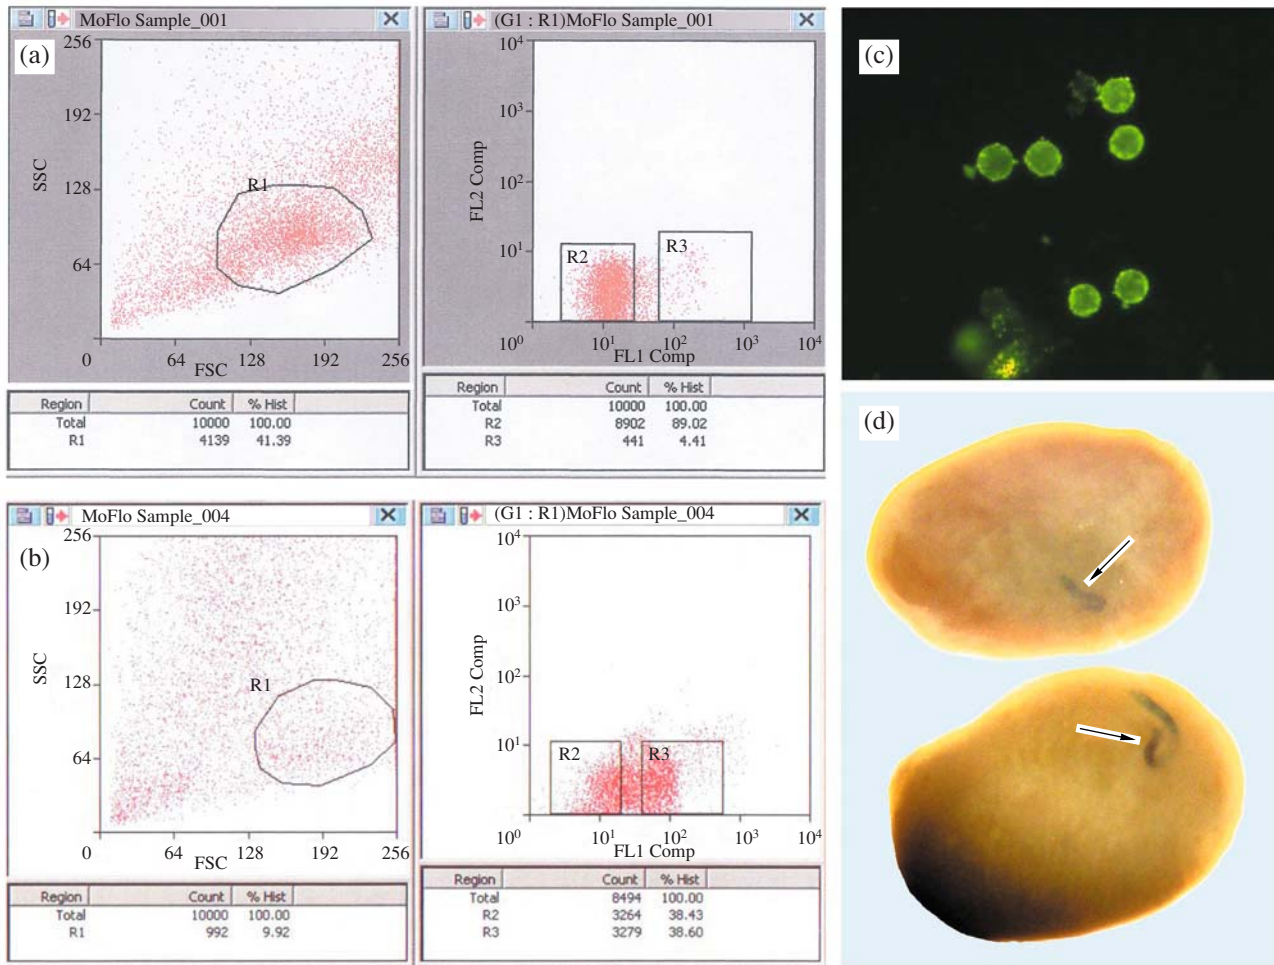 (a)
MoFlo Sample_001
256
192
128
64
0
64
128
192
256
SSC
FSC
R1
Region Count % Hist
Total 10000 100.00
R1 4139 41.39
(G1 : R1)MoFlo Sample_001
10^4
10^3
10^2
10^1
10^0
10^1
10^2
10^3
10^4
FL2 Comp
FL1 Comp
R2
R3
Region Count % Hist
Total 10000 100.00
R2 8902 89.02
R3 441 4.41
(b)
MoFlo Sample_004
256
192
128
64
0
64
128
192
256
SSC
FSC
R1
Region Count % Hist
Total 10000 100.00
R1 992 9.92
(G1 : R1)MoFlo Sample_004
10^4
10^3
10^2
10^1
10^0
10^1
10^2
10^3
10^4
FL2 Comp
FL1 Comp
R2
R3
Region Count % Hist
Total 8494 100.00
R2 3264 38.43
R3 3279 38.60
(c)
(d)